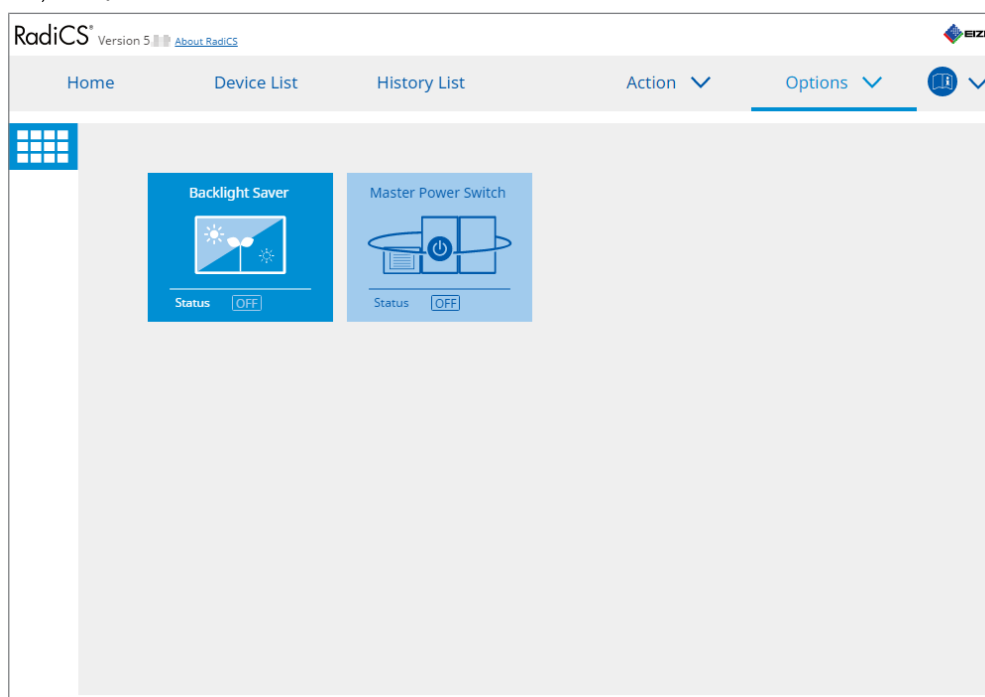 RadiCS® Version 5. About RadiCS
Home Device List History List Action Options
Backlight Saver Master Power Switch
Status OFF Status OFF